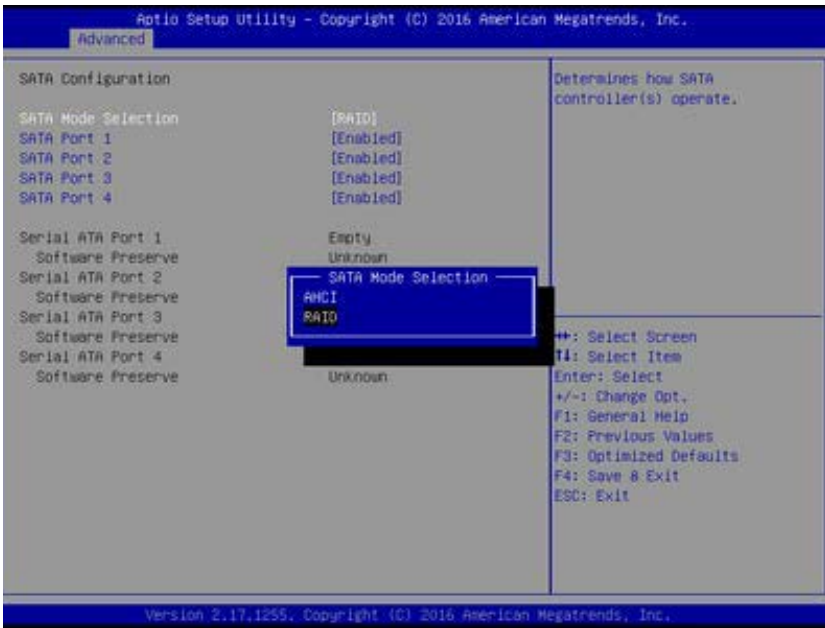 Aptio Setup Utility - Copyright (C) 2016 American Megatrends, Inc.
Advanced
SATA Configuration
SATA Mode Selection [RAID]
SATA Port 1 [Enabled]
SATA Port 2 [Enabled]
SATA Port 3 [Enabled]
SATA Port 4 [Enabled]
Serial ATA Port 1 Empty
Software Preserve Unknown
Serial ATA Port 2
Software Preserve
Serial ATA Port 3
Software Preserve
Serial ATA Port 4
Software Preserve Unknown
SATA Mode Selection
AHCI
RAID
Determines how SATA
controller(s) operate.
→←: Select Screen
↑↓: Select Item
Enter: Select
+/-: Change Opt.
F1: General Help
F2: Previous Values
F3: Optimized Defaults
F4: Save & Exit
ESC: Exit
Version 2.17.1255. Copyright (C) 2016 American Megatrends, Inc.